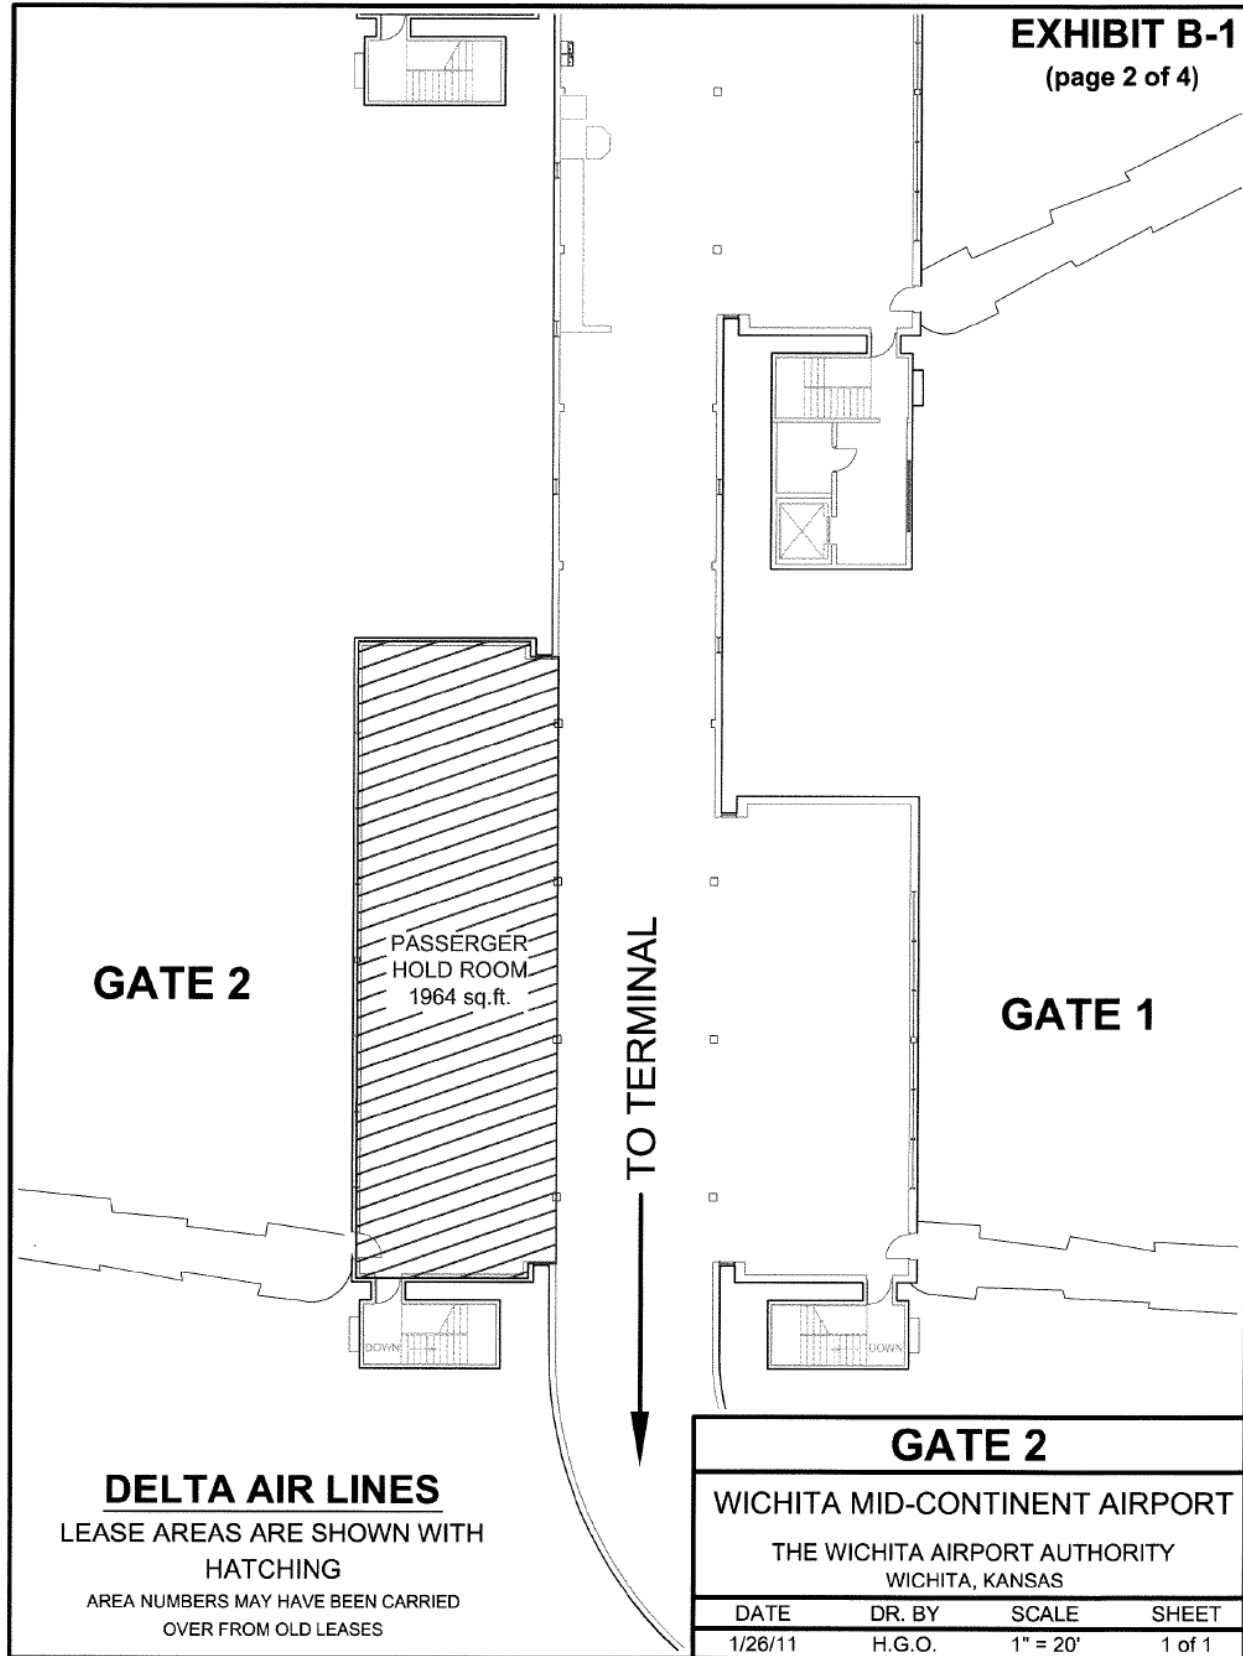 EXHIBIT B-1
(page 2 of 4)
PASSERGER
HOLD ROOM
1964 sq.ft.
GATE 2
GATE 1
TO TERMINAL
DOWN
DOWN
DELTA AIR LINES
LEASE AREAS ARE SHOWN WITH
HATCHING
AREA NUMBERS MAY HAVE BEEN CARRIED
OVER FROM OLD LEASES
GATE 2
WICHITA MID-CONTINENT AIRPORT
THE WICHITA AIRPORT AUTHORITY
WICHITA, KANSAS
DATE DR. BY SCALE SHEET
1/26/11 H.G.O. 1" = 20' 1 of 1